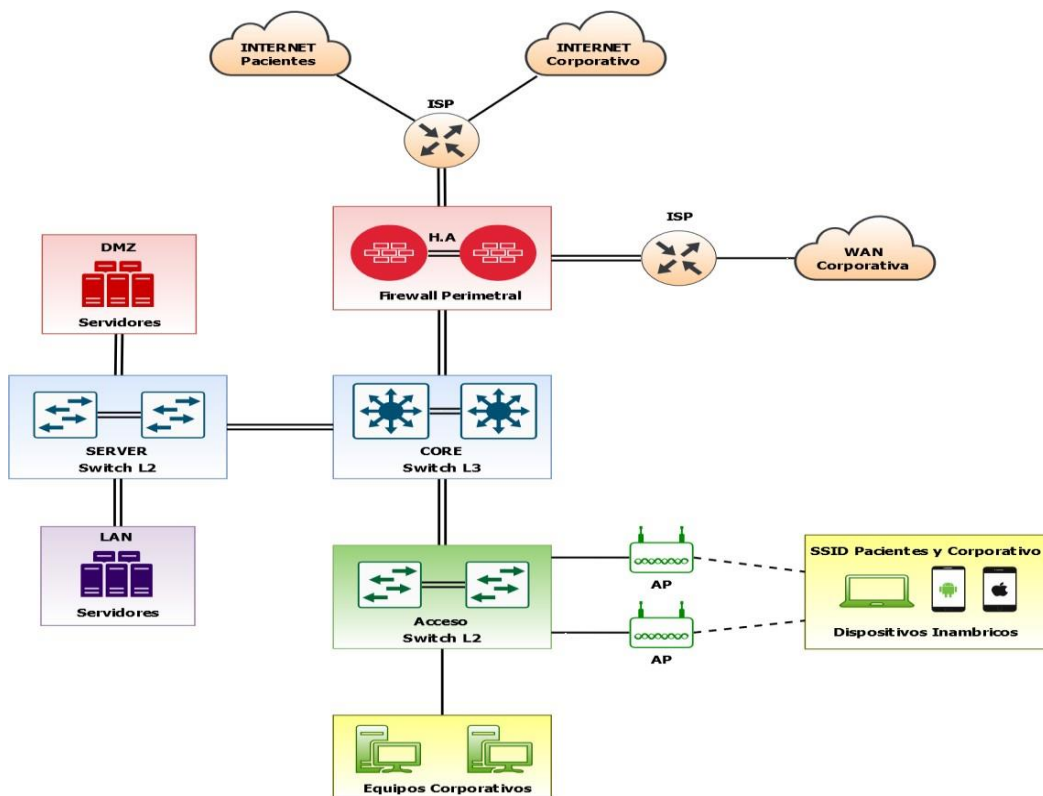 INTERNET
Pacientes
INTERNET
Corporativo
ISP
H.A
Firewall Perimetral
ISP
WAN
Corporativa
DMZ
Servidores
SERVER
Switch L2
CORE
Switch L3
LAN
Servidores
Acceso
Switch L2
AP
AP
SSID Pacientes y Corporativo
Dispositivos Inambricos
Equipos Corporativos